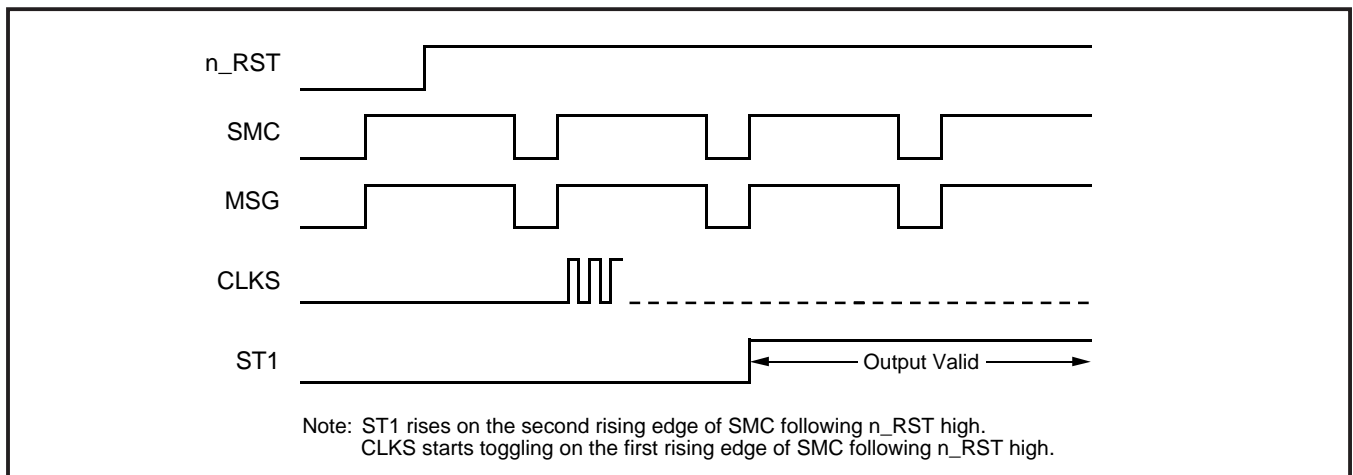 n_RST
SMC
MSG
CLKS
ST1
Output Valid
Note: ST1 rises on the second rising edge of SMC following n_RST high.
CLKS starts toggling on the first rising edge of SMC following n_RST high.